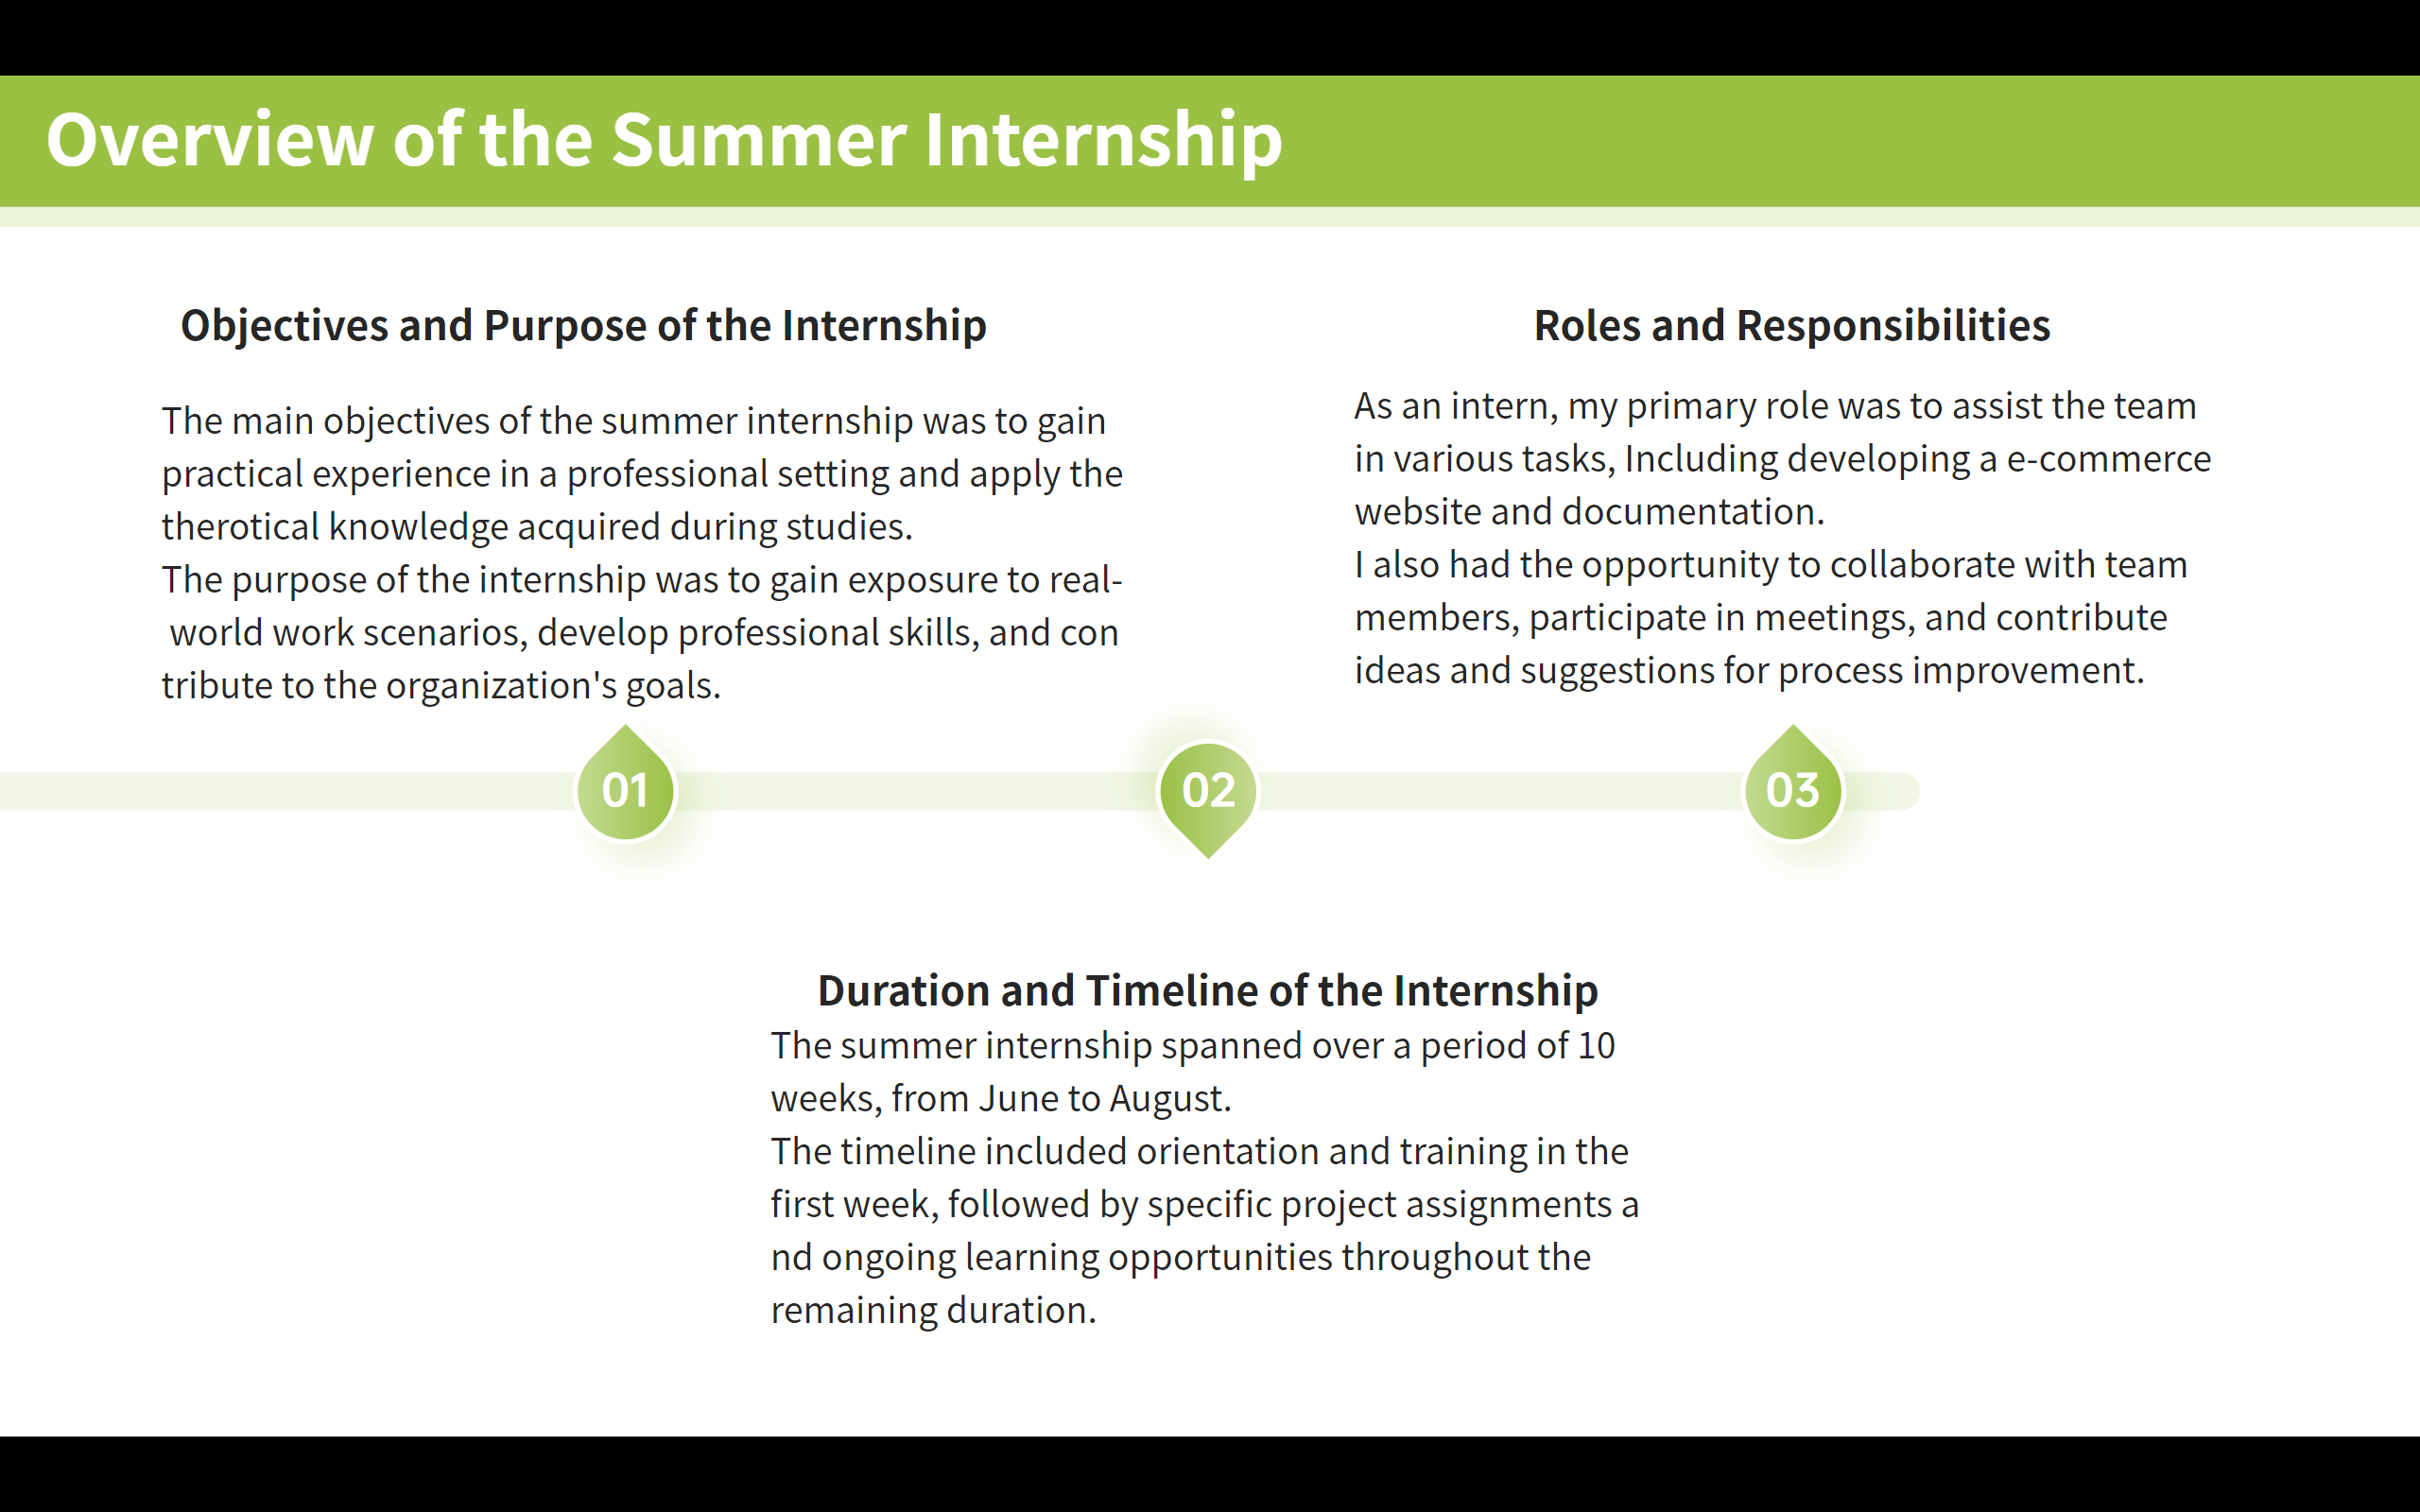 Overview of the Summer Internship
Objectives and Purpose of the Internship
The main objectives of the summer internship was to gain
practical experience in a professional setting and apply the
therotical knowledge acquired during studies.
The purpose of the internship was to gain exposure to real-
world work scenarios, develop professional skills, and con
tribute to the organization's goals.
Roles and Responsibilities
As an intern, my primary role was to assist the team
in various tasks, Including developing a e-commerce
website and documentation.
I also had the opportunity to collaborate with team
members, participate in meetings, and contribute
ideas and suggestions for process improvement.
01
02
03
Duration and Timeline of the Internship
The summer internship spanned over a period of 10
weeks, from June to August.
The timeline included orientation and training in the
first week, followed by specific project assignments a
nd ongoing learning opportunities throughout the
remaining duration.